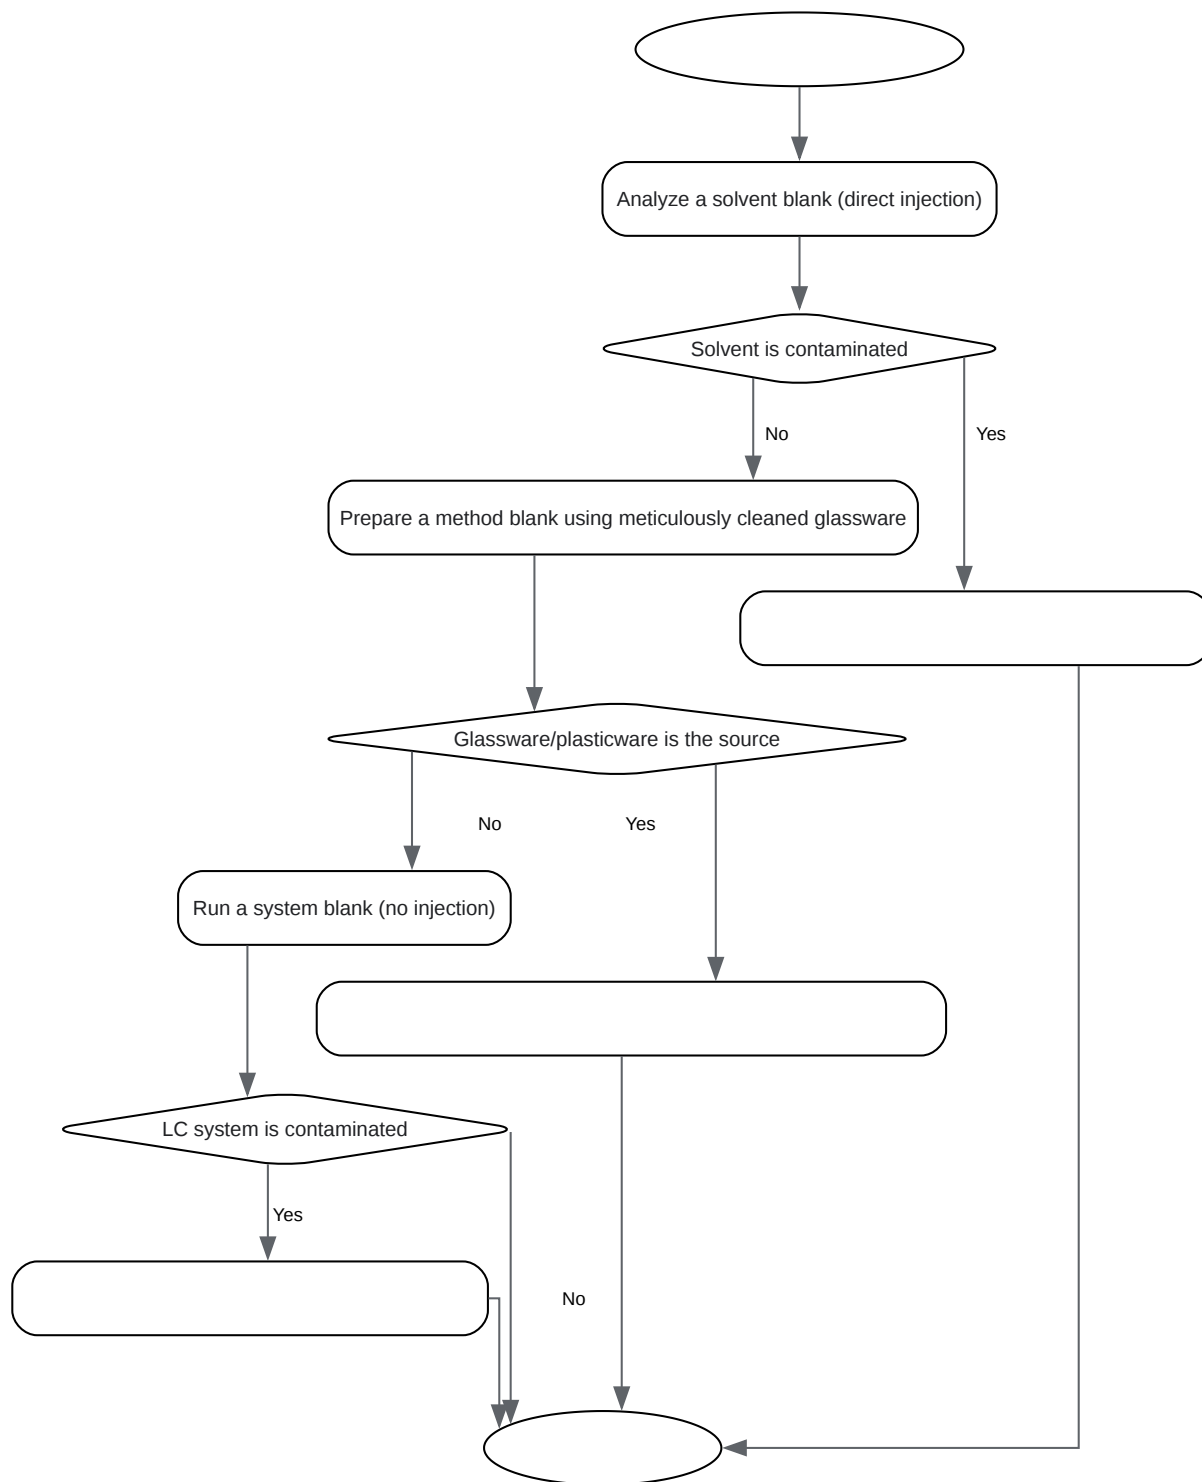 Analyze a solvent blank (direct injection)
Solvent is contaminated
No
Yes
Prepare a method blank using meticulously cleaned glassware
Glassware/plasticware is the source
No
Yes
Run a system blank (no injection)
LC system is contaminated
Yes
No